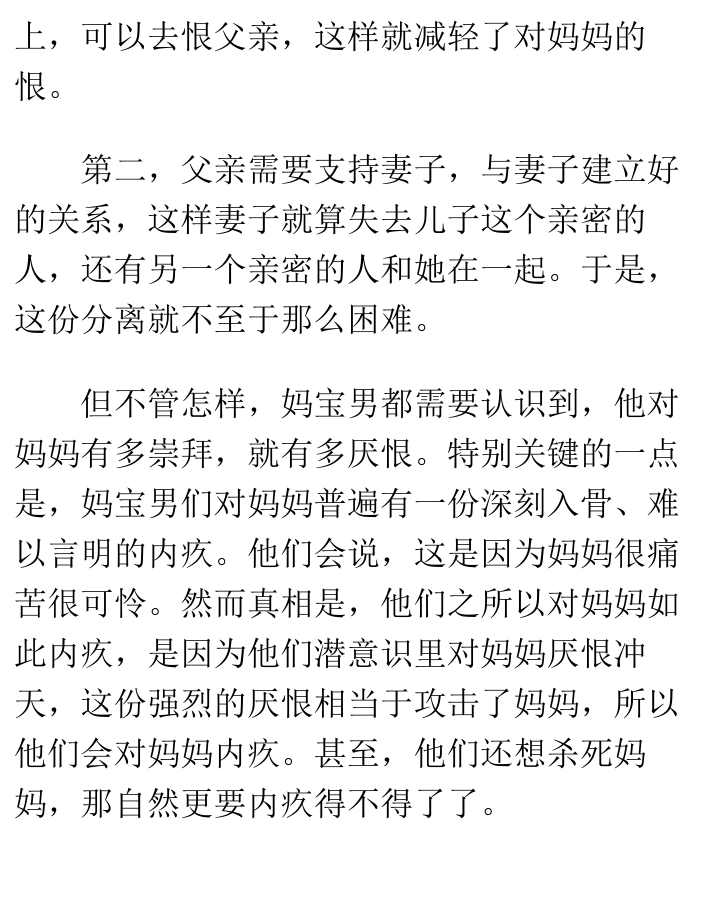 上，可以去恨父亲，这样就减轻了对妈妈的
恨。
第二，父亲需要支持妻子，与妻子建立好
的关系，这样妻子就算失去儿子这个亲密的
人，还有另一个亲密的人和她在一起。于是，
这份分离就不至于那么困难。
但不管怎样，妈宝男都需要认识到，他对
妈妈有多崇拜，就有多厌恨。特别关键的一点
是，妈宝男们对妈妈普遍有一份深刻入骨、难
以言明的内疚。他们会说，这是因为妈妈很痛
苦很可怜。然而真相是，他们之所以对妈妈如
此内疚，是因为他们潜意识里对妈妈厌恨冲
天，这份强烈的厌恨相当于攻击了妈妈，所以
他们会对妈妈内疚。甚至，他们还想杀死妈
妈，那自然更要内疚得不得了了。